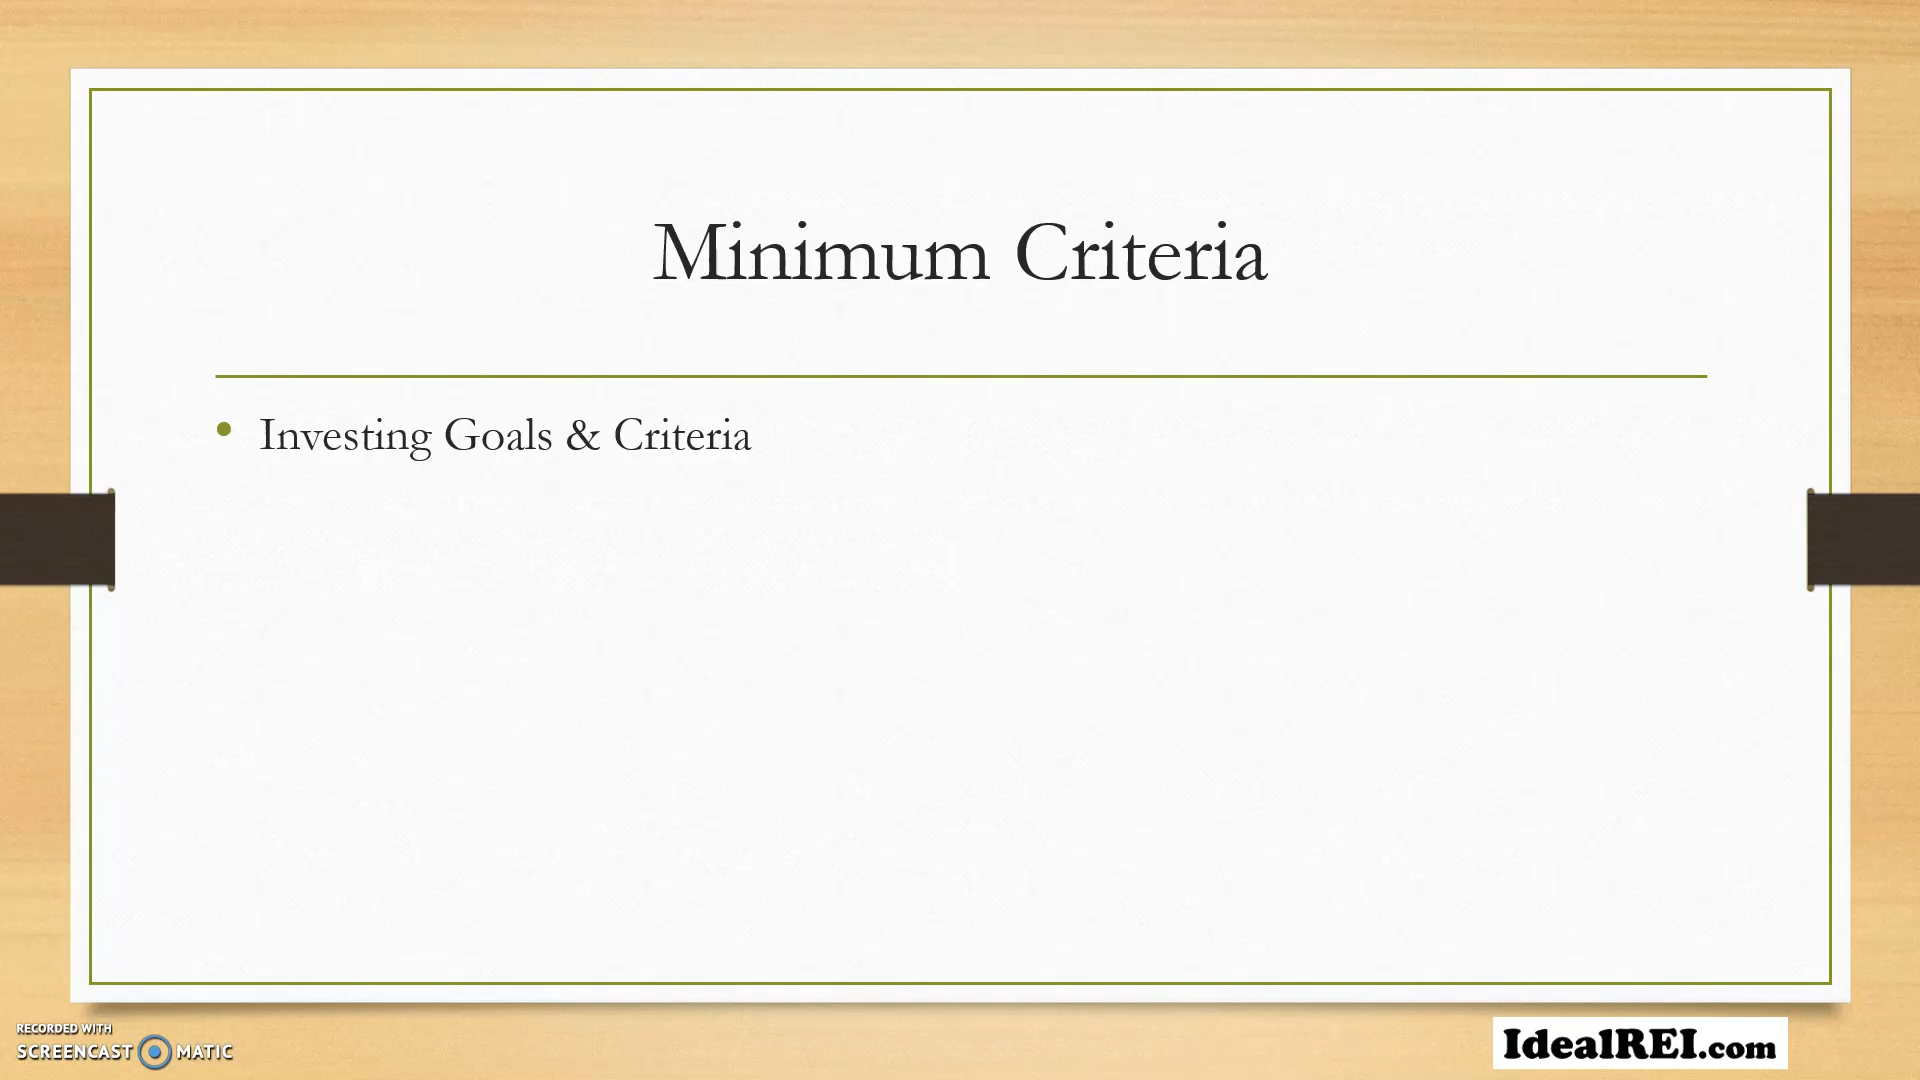 Minimum Criteria
• Investing Goals & Criteria
RECORDED WITH
SCREENCAST MATIC
IdealREI.com